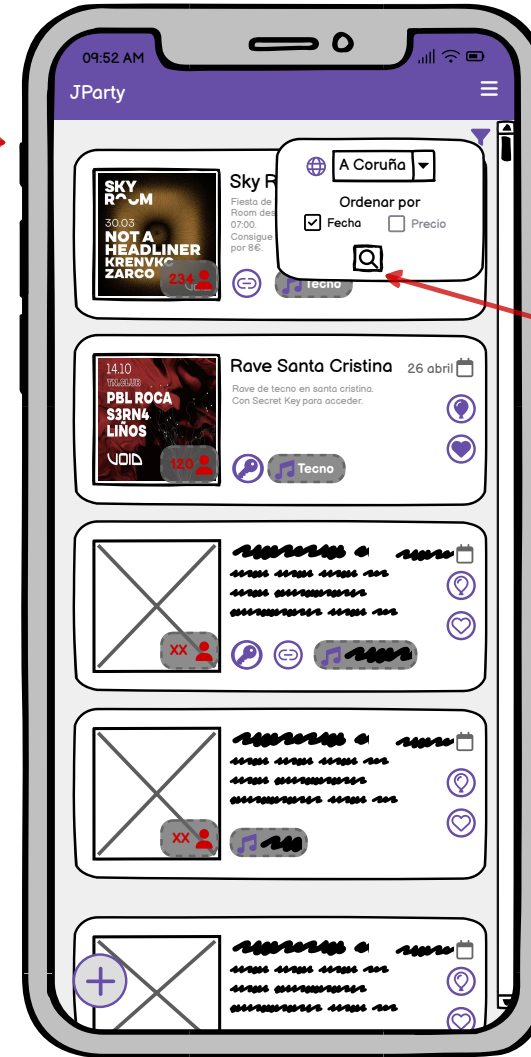 09:52 AM
JParty
A Coruña
Ordenar por
Fecha
Precio
SKY
ROOM
30.03
NOT A
HEADLINER
KRENVKO
ZARCO
234
Sky R
Fiesta de
Room des
07:00.
Consigue
por 8€.
Tecno
14.10
TN.CLUB
PBL ROCA
S3RN4
LIÑOS
VOID
120
Rave Santa Cristina
26 abril
Rave de tecno en santa cristina.
Con Secret Key para acceder.
Tecno
XX
XX